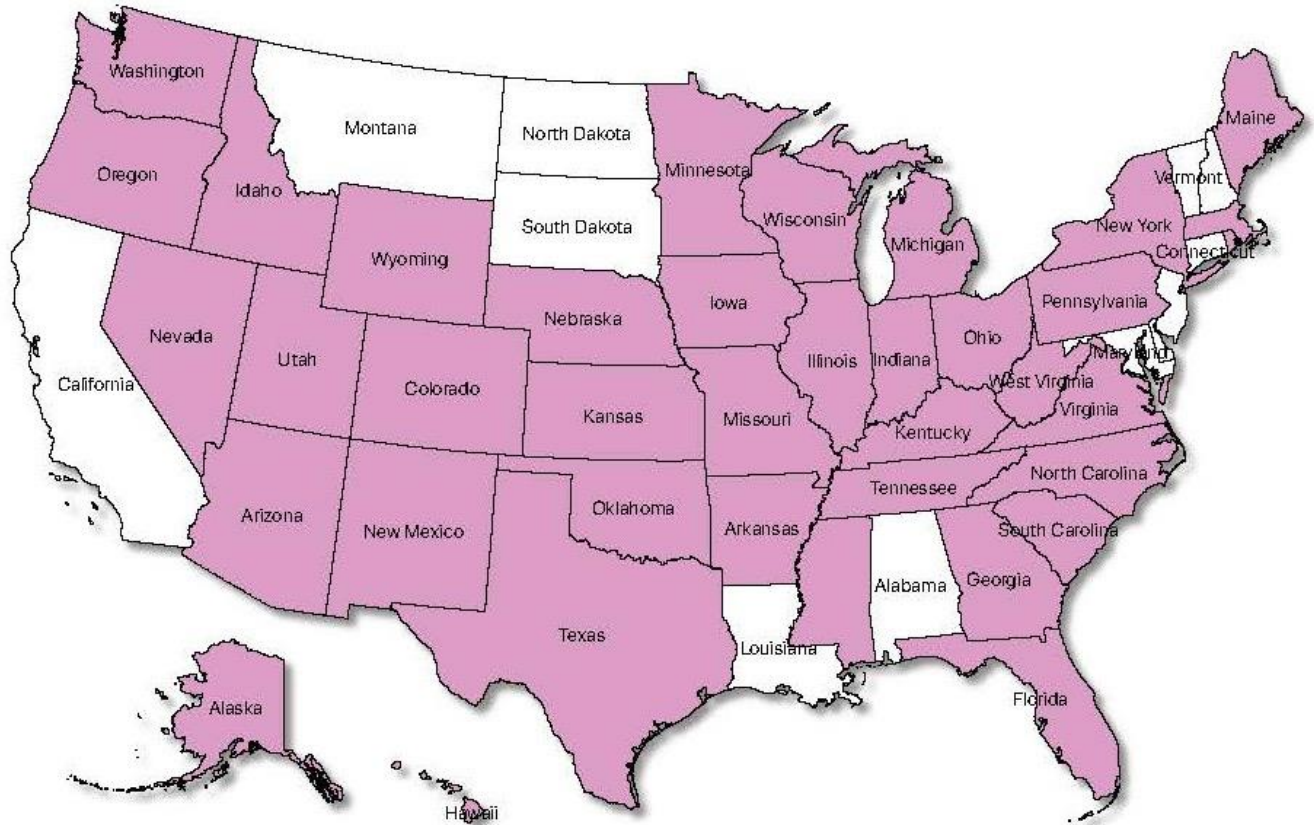 Washington
Montana
North Dakota
Minnesota
Maine
Oregon
Idaho
Vermont
South Dakota
Wisconsin
New York
Michigan
Connecticut
Wyoming
Iowa
Pennsylvania
Nebraska
Nevada
Ohio
Maryland
Utah
Illinois
Indiana
California
Colorado
West Virginia
Virginia
Kansas
Missouri
Kentucky
North Carolina
Tennessee
Oklahoma
Arizona
New Mexico
Arkansas
South Carolina
Alabama
Georgia
Texas
Louisiana
Florida
Alaska
Hawaii